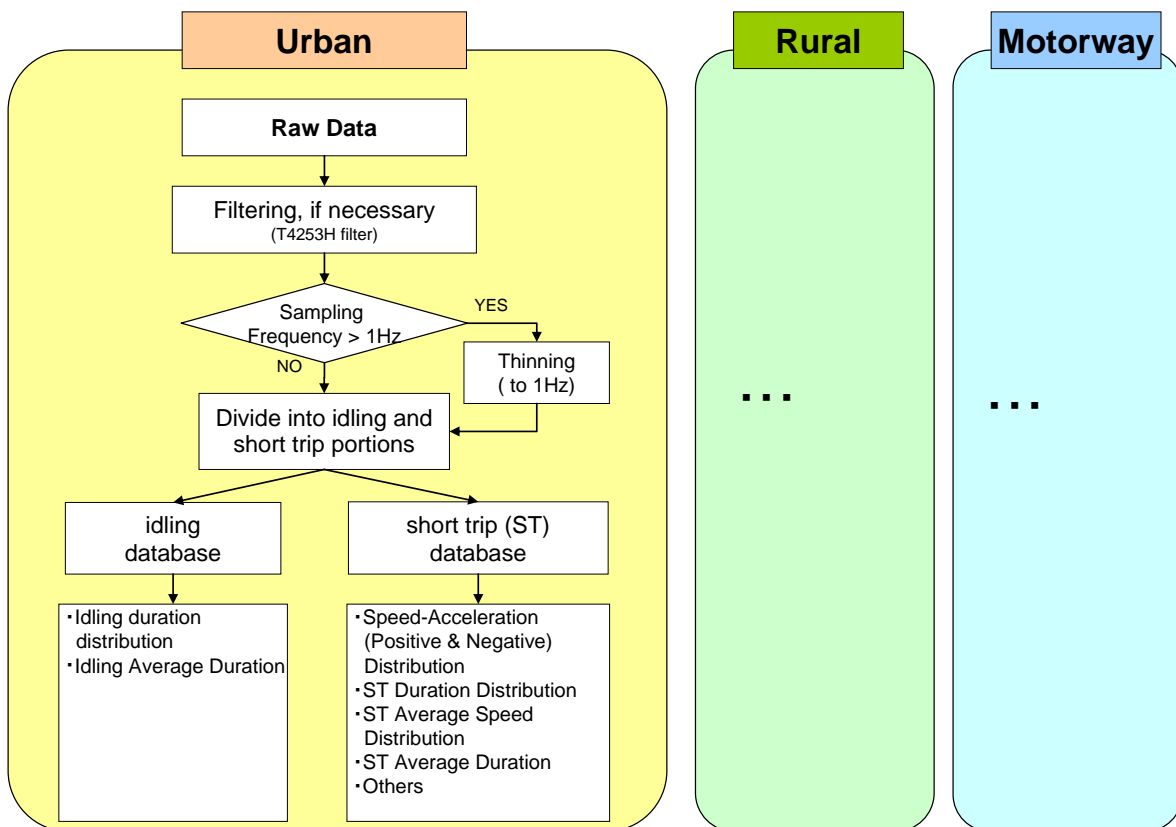 Urban
Rural
Motorway
Raw Data
Filtering, if necessary
(T4253H filter)
Sampling
Frequency > 1Hz
YES
NO
Thinning
( to 1Hz)
Divide into idling and
short trip portions
idling
database
short trip (ST)
database
・Idling duration
distribution
・Idling Average Duration
・Speed-Acceleration
(Positive & Negative)
Distribution
・ST Duration Distribution
・ST Average Speed
Distribution
・ST Average Duration
・Others
...
...